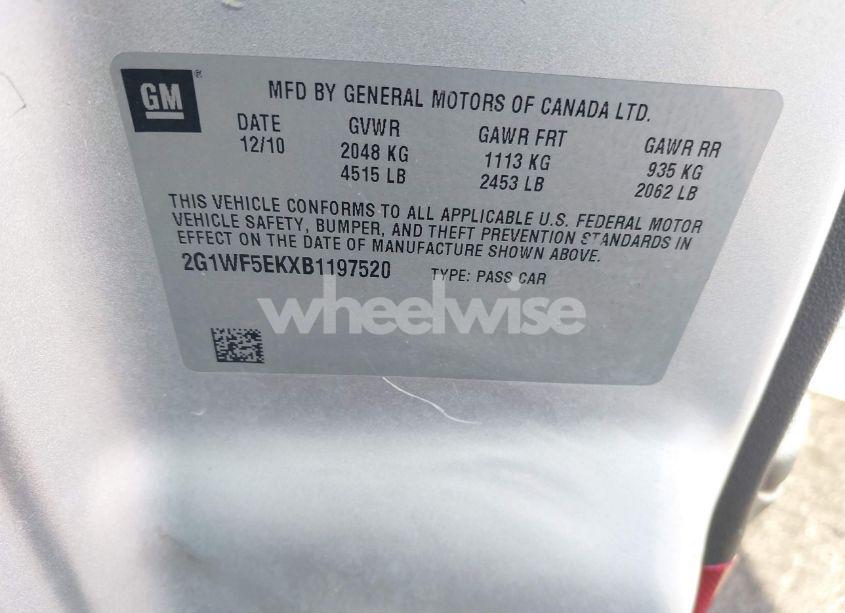 GM®
MFD BY GENERAL MOTORS OF CANADA LTD.
DATE GVWR GAWR FRT GAWR RR
12/10 2048 KG 1113 KG 935 KG
4515 LB 2453 LB 2062 LB
THIS VEHICLE CONFORMS TO ALL APPLICABLE U.S. FEDERAL MOTOR
VEHICLE SAFETY, BUMPER, AND THEFT PREVENTION STANDARDS IN
EFFECT ON THE DATE OF MANUFACTURE SHOWN ABOVE.
2G1WF5EKXB1197520 TYPE: PASS CAR
wheelwise